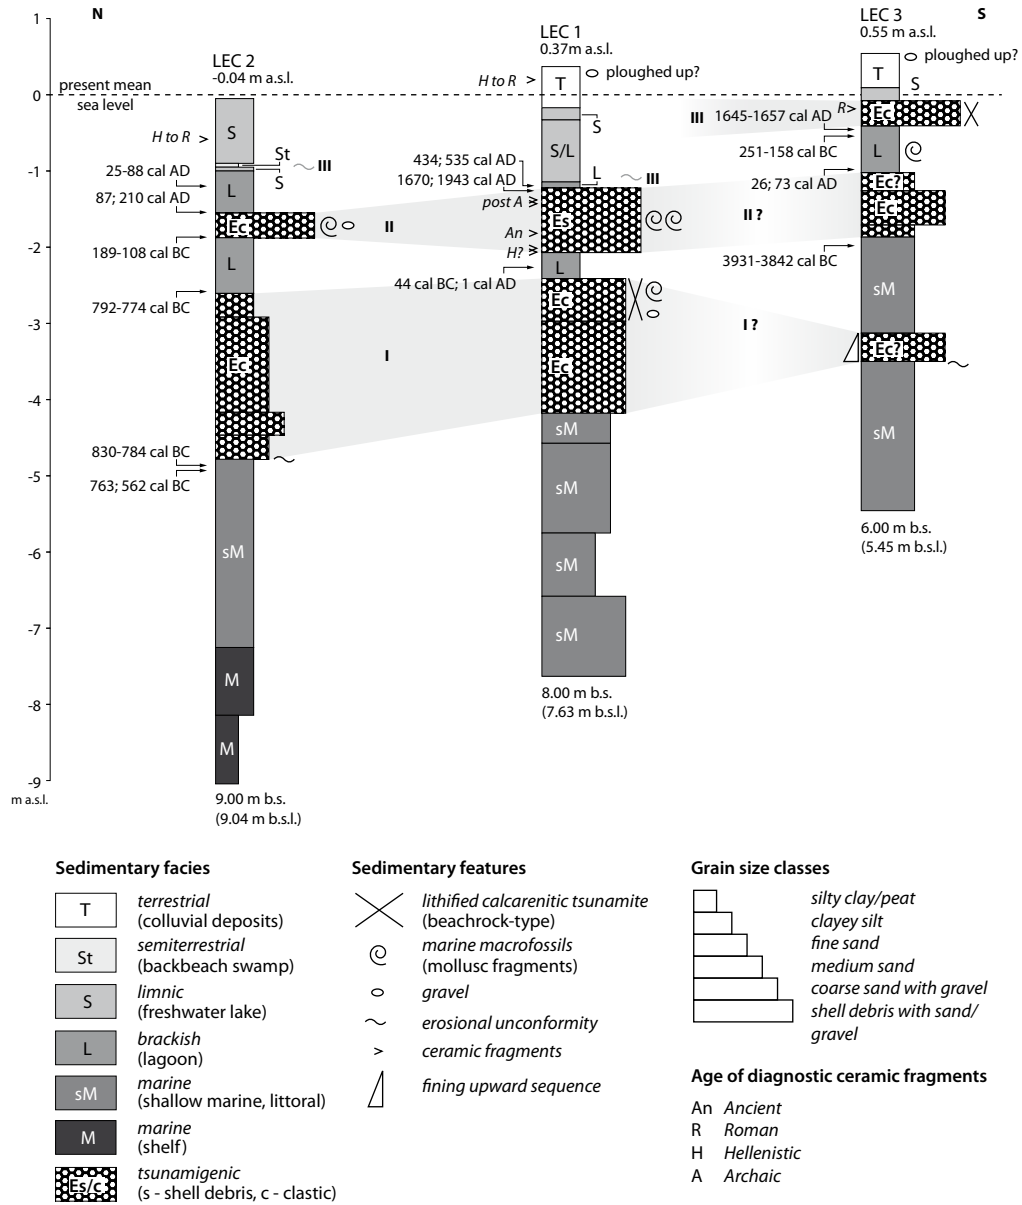 N
S
LEC 2
-0.04 m a.s.l.
LEC 1
0.37m a.s.l.
LEC 3
0.55 m a.s.l.
1
0
-1
-2
-3
-4
-5
-6
-7
-8
-9
m a.s.l.
present mean
sea level
H to R
25-88 cal AD
87; 210 cal AD
189-108 cal BC
792-774 cal BC
830-784 cal BC
763; 562 cal BC
S
St
S
III
L
Ec
II
L
Ec
I
sM
M
M
9.00 m b.s.
(9.04 m b.s.l.)
H to R
T
ploughed up?
S
S/L
434; 535 cal AD
1670; 1943 cal AD
L
III
post A
Es
An
H?
L
44 cal BC; 1 cal AD
Ec
Ec
sM
sM
sM
sM
8.00 m b.s.
(7.63 m b.s.l.)
T
ploughed up?
S
R
III
1645-1657 cal AD
Ec
251-158 cal BC
L
26; 73 cal AD
Ec?
II ?
Ec
3931-3842 cal BC
sM
I ?
Ec?
sM
6.00 m b.s.
(5.45 m b.s.l.)
Sedimentary facies
T
terrestrial
(colluvial deposits)
St
semiterrestrial
(backbeach swamp)
S
limnic
(freshwater lake)
L
brackish
(lagoon)
sM
marine
(shallow marine, littoral)
M
marine
(shelf)
Es/c
tsunamigenic
(s - shell debris, c - clastic)
Sedimentary features
lithified calcarenitic tsunamite
(beachrock-type)
marine macrofossils
(mollusc fragments)
gravel
erosional unconformity
ceramic fragments
fining upward sequence
Grain size classes
silty clay/peat
clayey silt
fine sand
medium sand
coarse sand with gravel
shell debris with sand/
gravel
Age of diagnostic ceramic fragments
An Ancient
R Roman
H Hellenistic
A Archaic